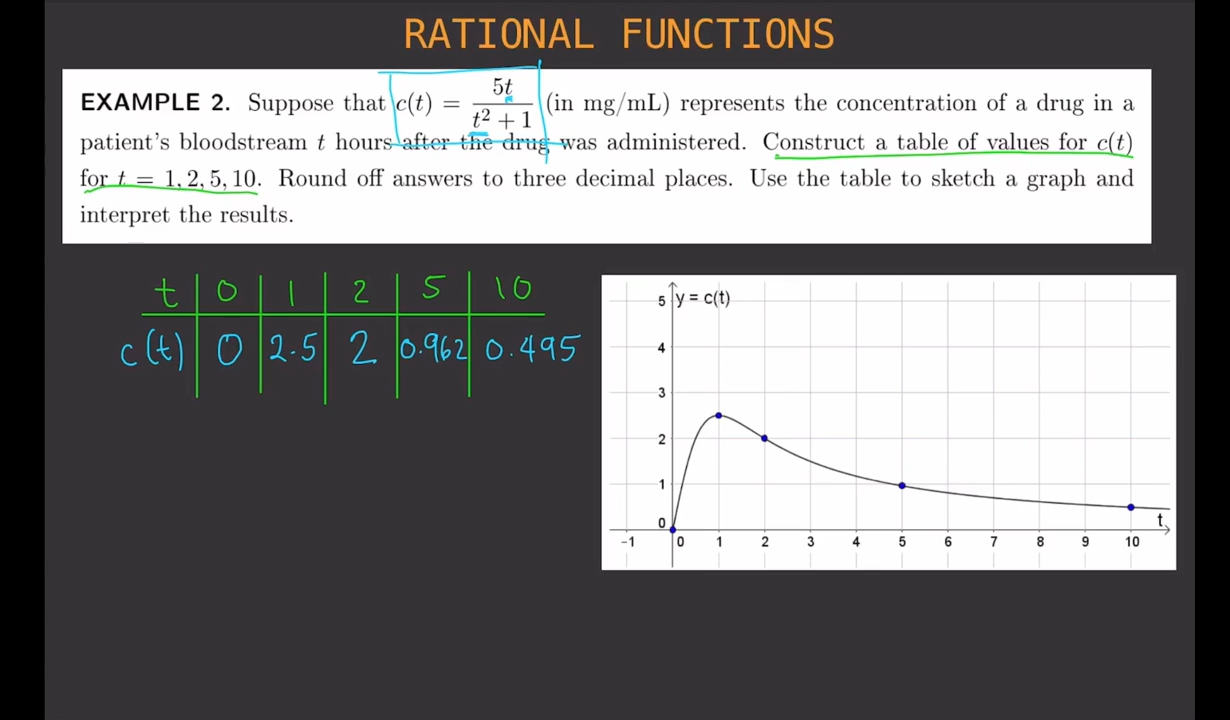 RATIONAL FUNCTIONS
EXAMPLE 2. Suppose that c(t) = 5t / (t² + 1) (in mg/mL) represents the concentration of a drug in a
patient's bloodstream t hours after the drug was administered. Construct a table of values for c(t)
for t = 1, 2, 5, 10. Round off answers to three decimal places. Use the table to sketch a graph and
interpret the results.
t 0 1 2 5 10
c(t) 0 2.5 2 0.962 0.495
y = c(t)
5
4
3
2
1
0
t
-1 0 1 2 3 4 5 6 7 8 9 10